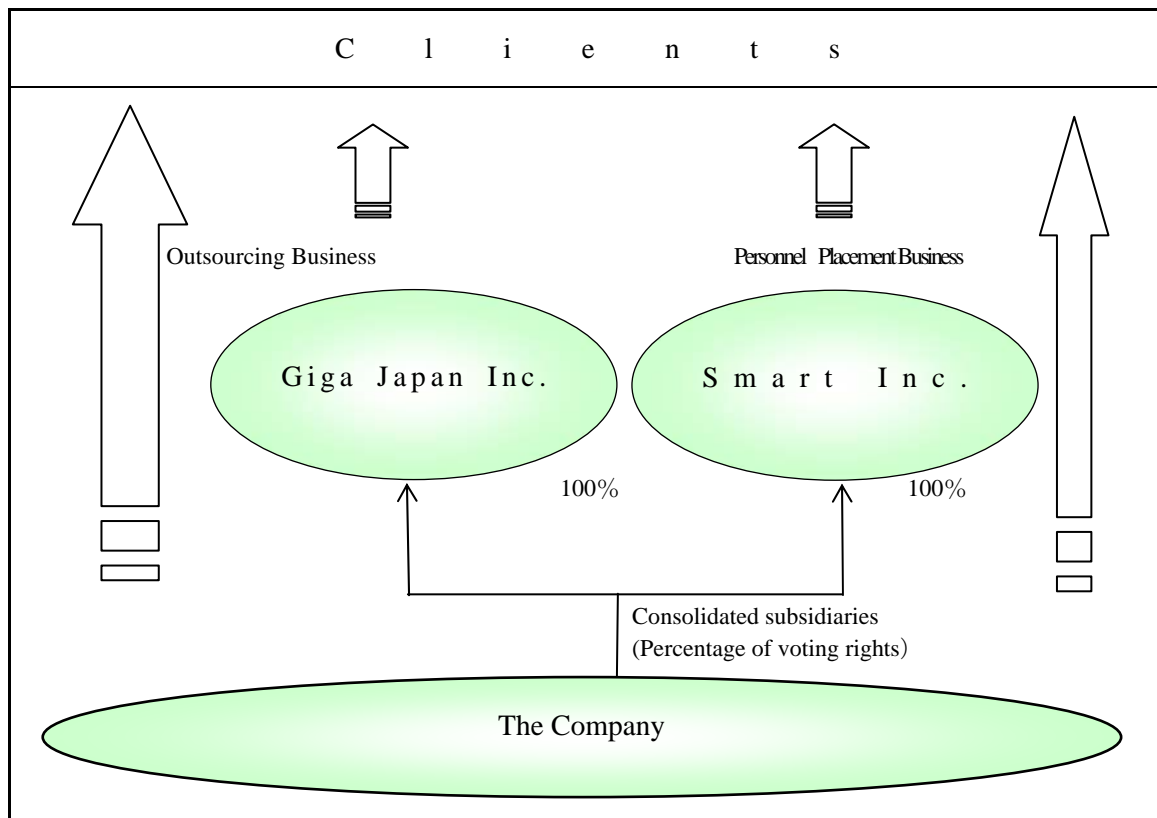 Clients
Outsourcing Business
Personnel Placement Business
Giga Japan Inc.
Smart Inc.
100%
100%
Consolidated subsidiaries
(Percentage of voting rights）
The Company